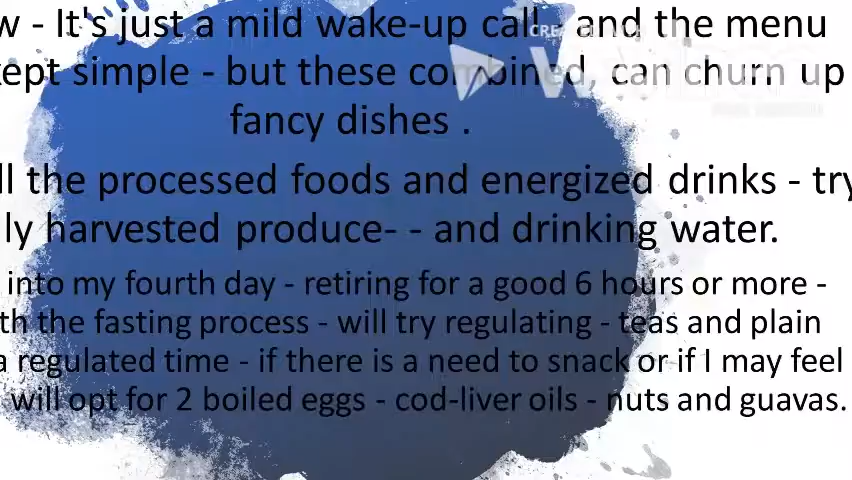 w - It's just a mild wake-up call - and the menu
kept simple - but these combined, can churn up
fancy dishes .
ll the processed foods and energized drinks - try
ly harvested produce- - and drinking water.
into my fourth day - retiring for a good 6 hours or more -
th the fasting process - will try regulating - teas and plain
a regulated time - if there is a need to snack or if I may feel
will opt for 2 boiled eggs - cod-liver oils - nuts and guavas.